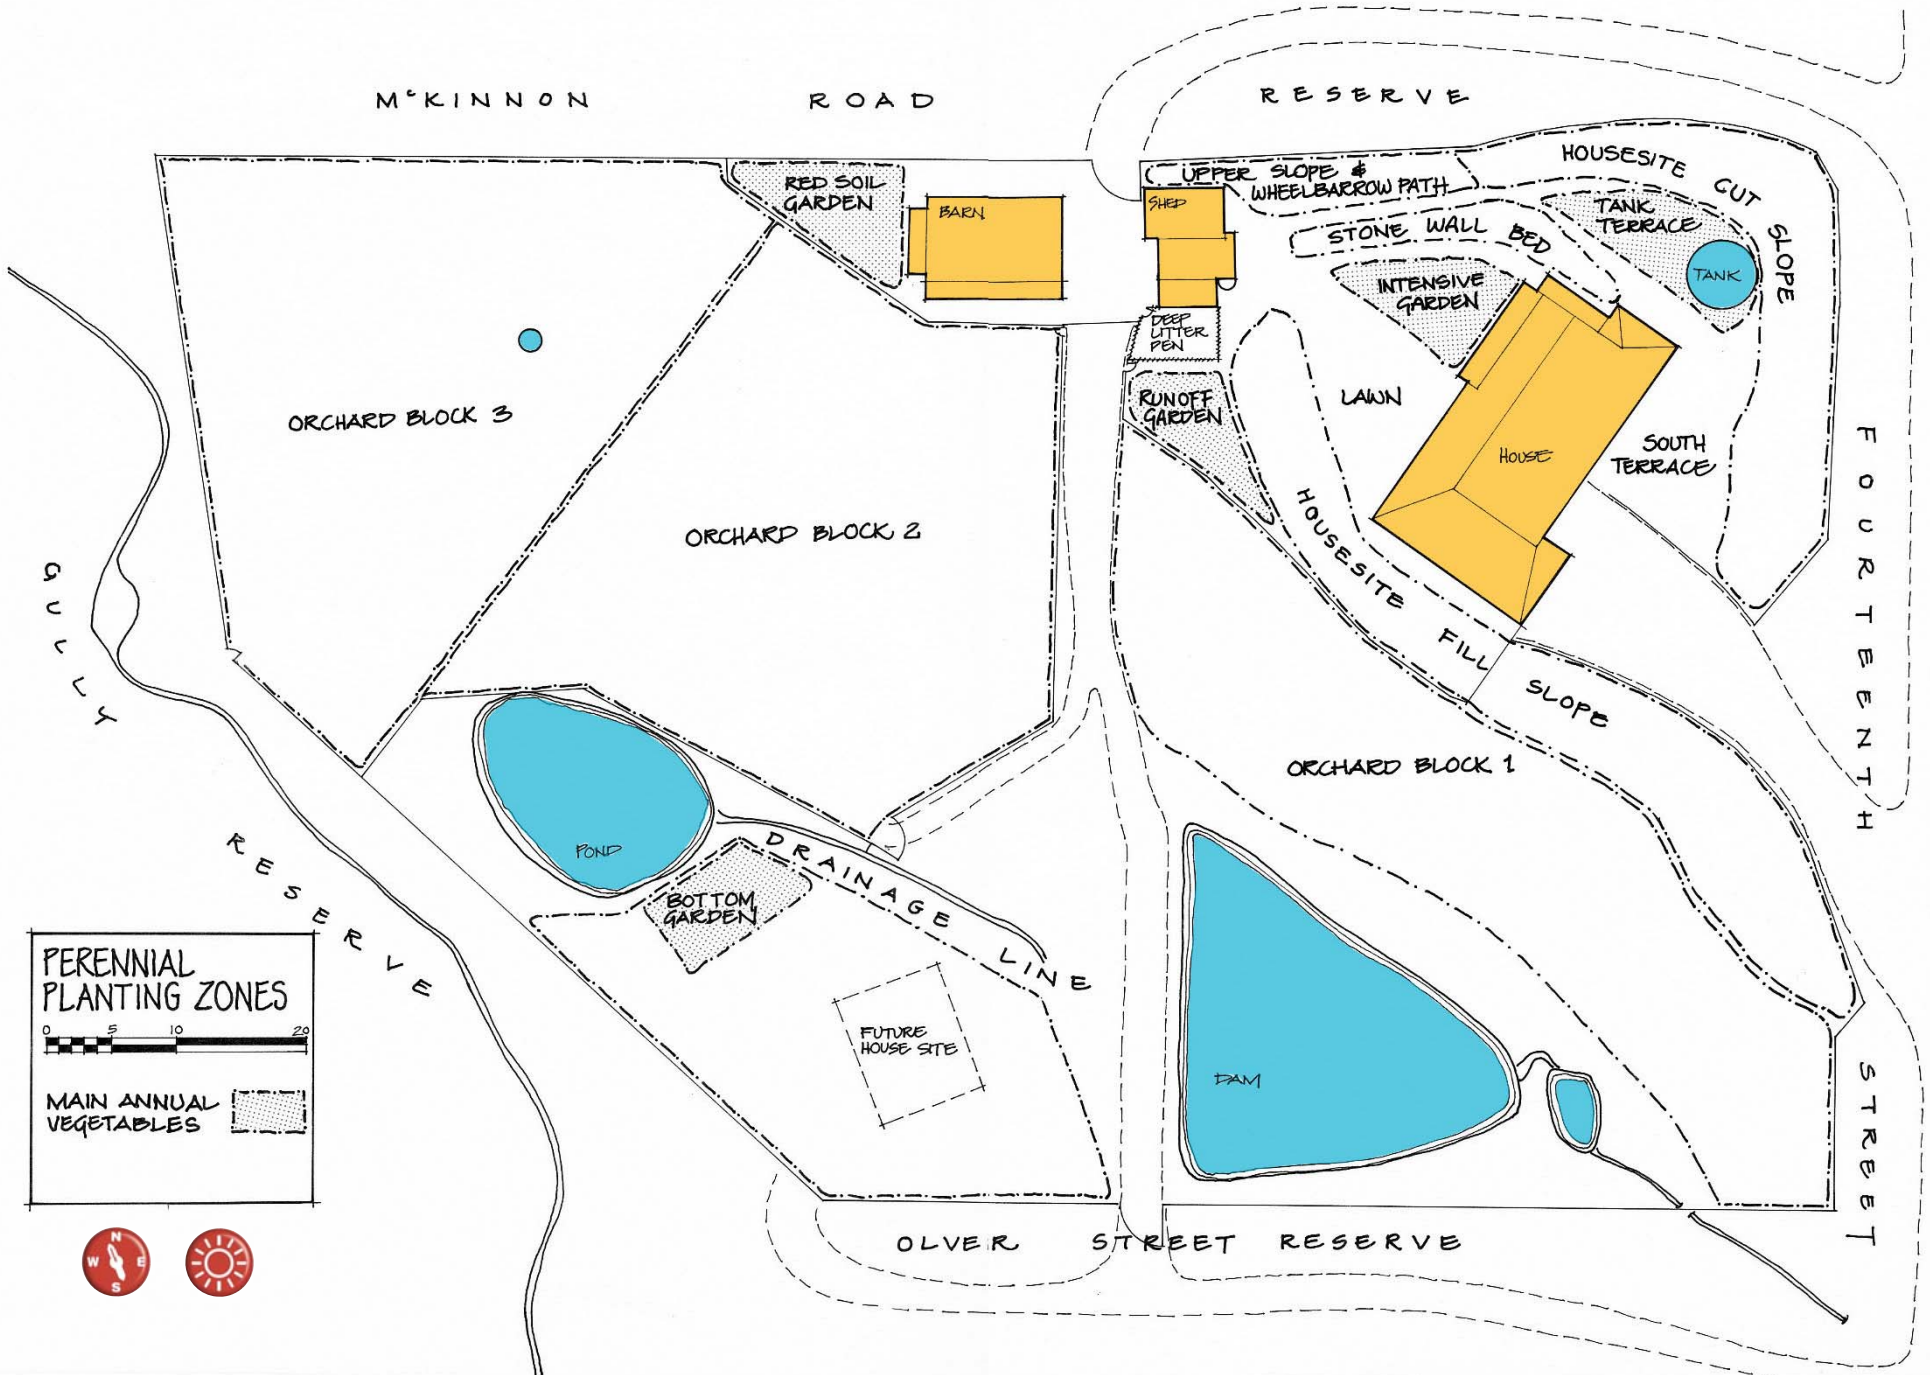 McKINNON ROAD RESERVE
HOUSESITE CUT SLOPE
UPPER SLOPE &
WHEELBARROW PATH
RED SOIL
GARDEN
BARN
SHED
TANK
TERRACE
STONE WALL BED
TANK
INTENSIVE
GARDEN
DEEP
LITTER
PEN
ORCHARD BLOCK 3
RUNOFF
GARDEN
LAWN
HOUSE
SOUTH
TERRACE
FOURTEENTH STREET
ORCHARD BLOCK 2
HOUSESITE FILL SLOPE
GULLY RESERVE
ORCHARD BLOCK 1
POND
DRAINAGE LINE
BOTTOM
GARDEN
FUTURE
HOUSE SITE
DAM
PERENNIAL
PLANTING ZONES
0 5 10 20
MAIN ANNUAL
VEGETABLES
N
W E
S
OLVER STREET RESERVE